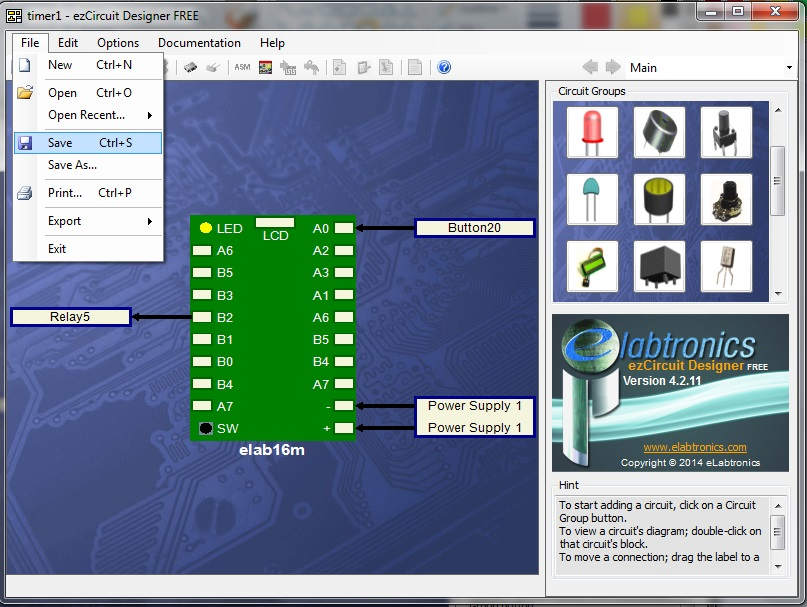 timer1 - ezCircuit Designer FREE
File Edit Options Documentation Help
New Ctrl+N
Open Ctrl+O
Open Recent...
Save Ctrl+S
Save As...
Print... Ctrl+P
Export
Exit
ASM
Main
Circuit Groups
LED LCD A0
A6 A2
B5 A3
B3 A1
B2 A6
B1 B5
B0 B4
B4 A7
A7 -
SW +
elab16m
Button20
Relay5
Power Supply 1
Power Supply 1
elabtronics
ezCircuit Designer FREE
Version 4.2.11
www.elabtronics.com
Copyright © 2014 eLabtronics
Hint
To start adding a circuit, click on a Circuit
Group button.
To view a circuit's diagram; double-click on
that circuit's block.
To move a connection; drag the label to a